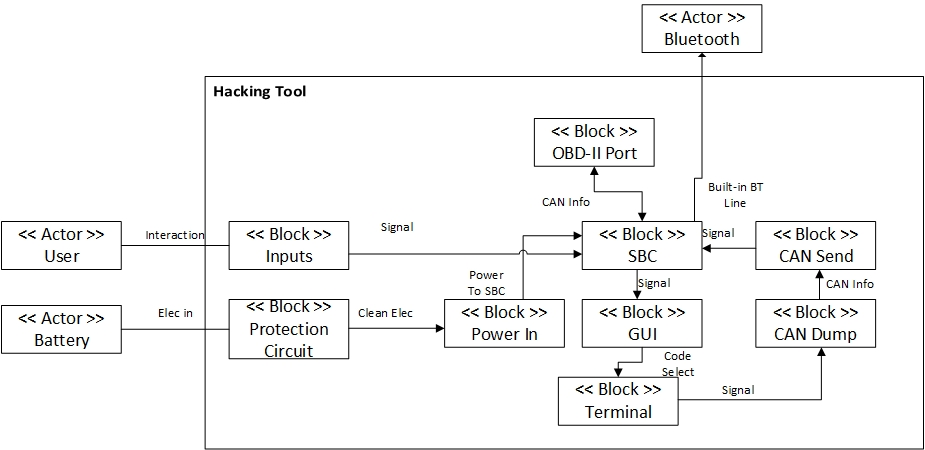 << Actor >>
Bluetooth
Hacking Tool
<< Block >>
OBD-II Port
CAN Info
Built-in BT
Line
<< Actor >>
User
Interaction
<< Block >>
Inputs
Signal
<< Block >>
SBC
Signal
<< Block >>
CAN Send
Power
To SBC
Signal
CAN Info
<< Actor >>
Battery
Elec in
<< Block >>
Protection
Circuit
Clean Elec
<< Block >>
Power In
<< Block >>
GUI
<< Block >>
CAN Dump
Code
Select
<< Block >>
Terminal
Signal